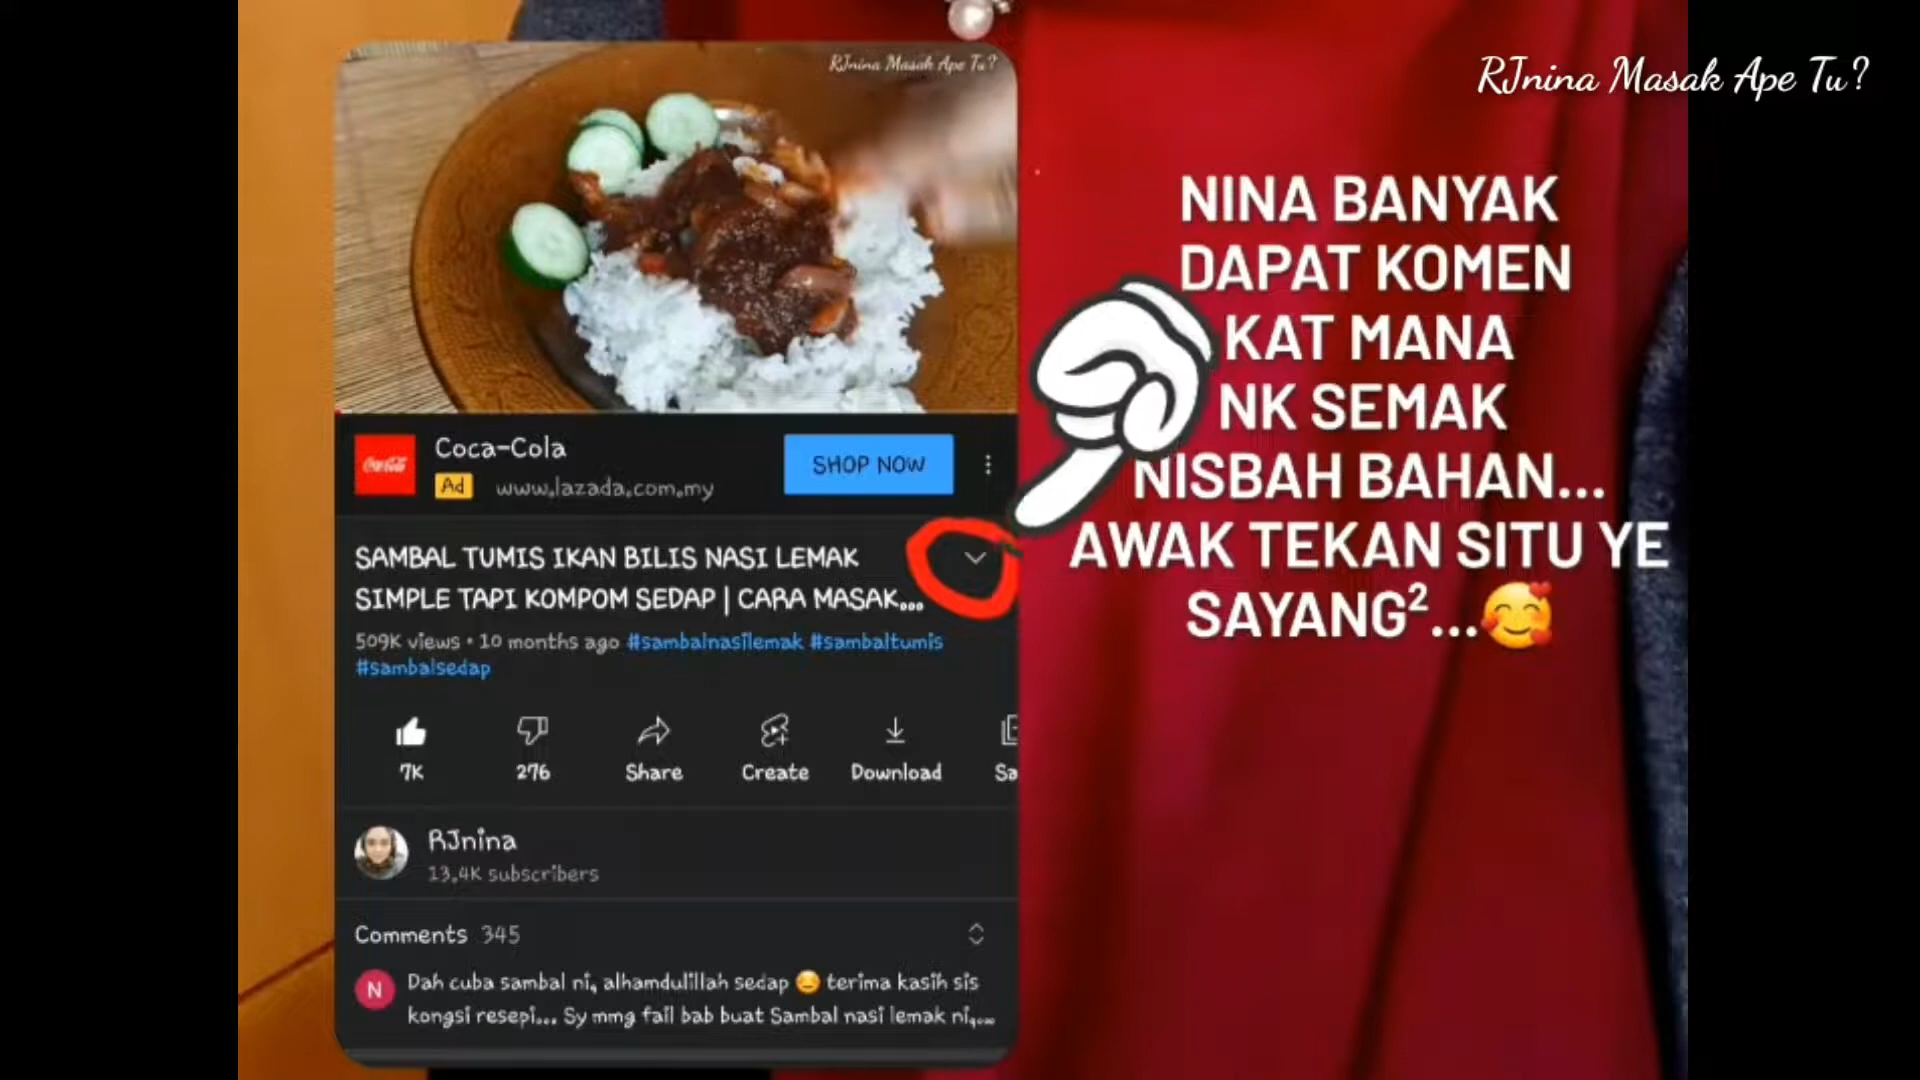 RJnina Masak Ape Tu?
RJnina Masak Ape Tu?
NINA BANYAK
DAPAT KOMEN
KAT MANA
NK SEMAK
NISBAH BAHAN...
AWAK TEKAN SITU YE
SAYANG²...🥰
Coca-Cola
Coca-Cola
Ad www.lazada.com.my
SHOP NOW
SAMBAL TUMIS IKAN BILIS NASI LEMAK
SIMPLE TAPI KOMPOM SEDAP | CARA MASAK...
509K views • 10 months ago #sambalnasilemak #sambaltumis
#sambalsedap
7K 276 Share Create Download Sa
RJnina
13.4K subscribers
Comments 345
N
Dah cuba sambal ni, alhamdulillah sedap 😊 terima kasih sis
kongsi resepi... Sy mmg fail bab buat Sambal nasi lemak ni,...